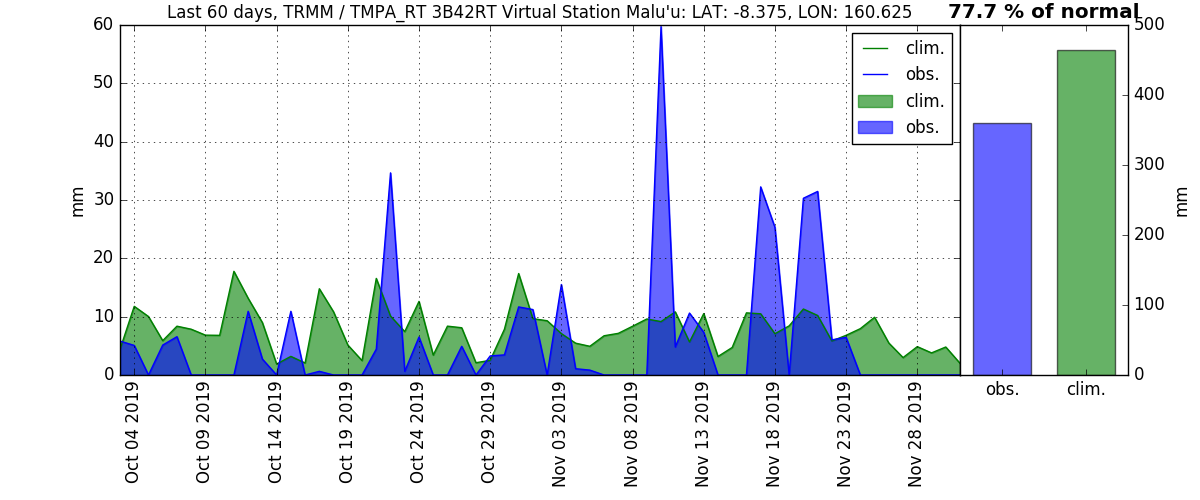 Last 60 days, TRMM / TMPA_RT 3B42RT Virtual Station Malu'u: LAT: -8.375, LON: 160.625
77.7 % of normal
60
50
40
30
20
10
0
mm
clim.
obs.
clim.
obs.
Oct 04 2019
Oct 09 2019
Oct 14 2019
Oct 19 2019
Oct 24 2019
Oct 29 2019
Nov 03 2019
Nov 08 2019
Nov 13 2019
Nov 18 2019
Nov 23 2019
Nov 28 2019
500
400
300
200
100
0
mm
obs.
clim.